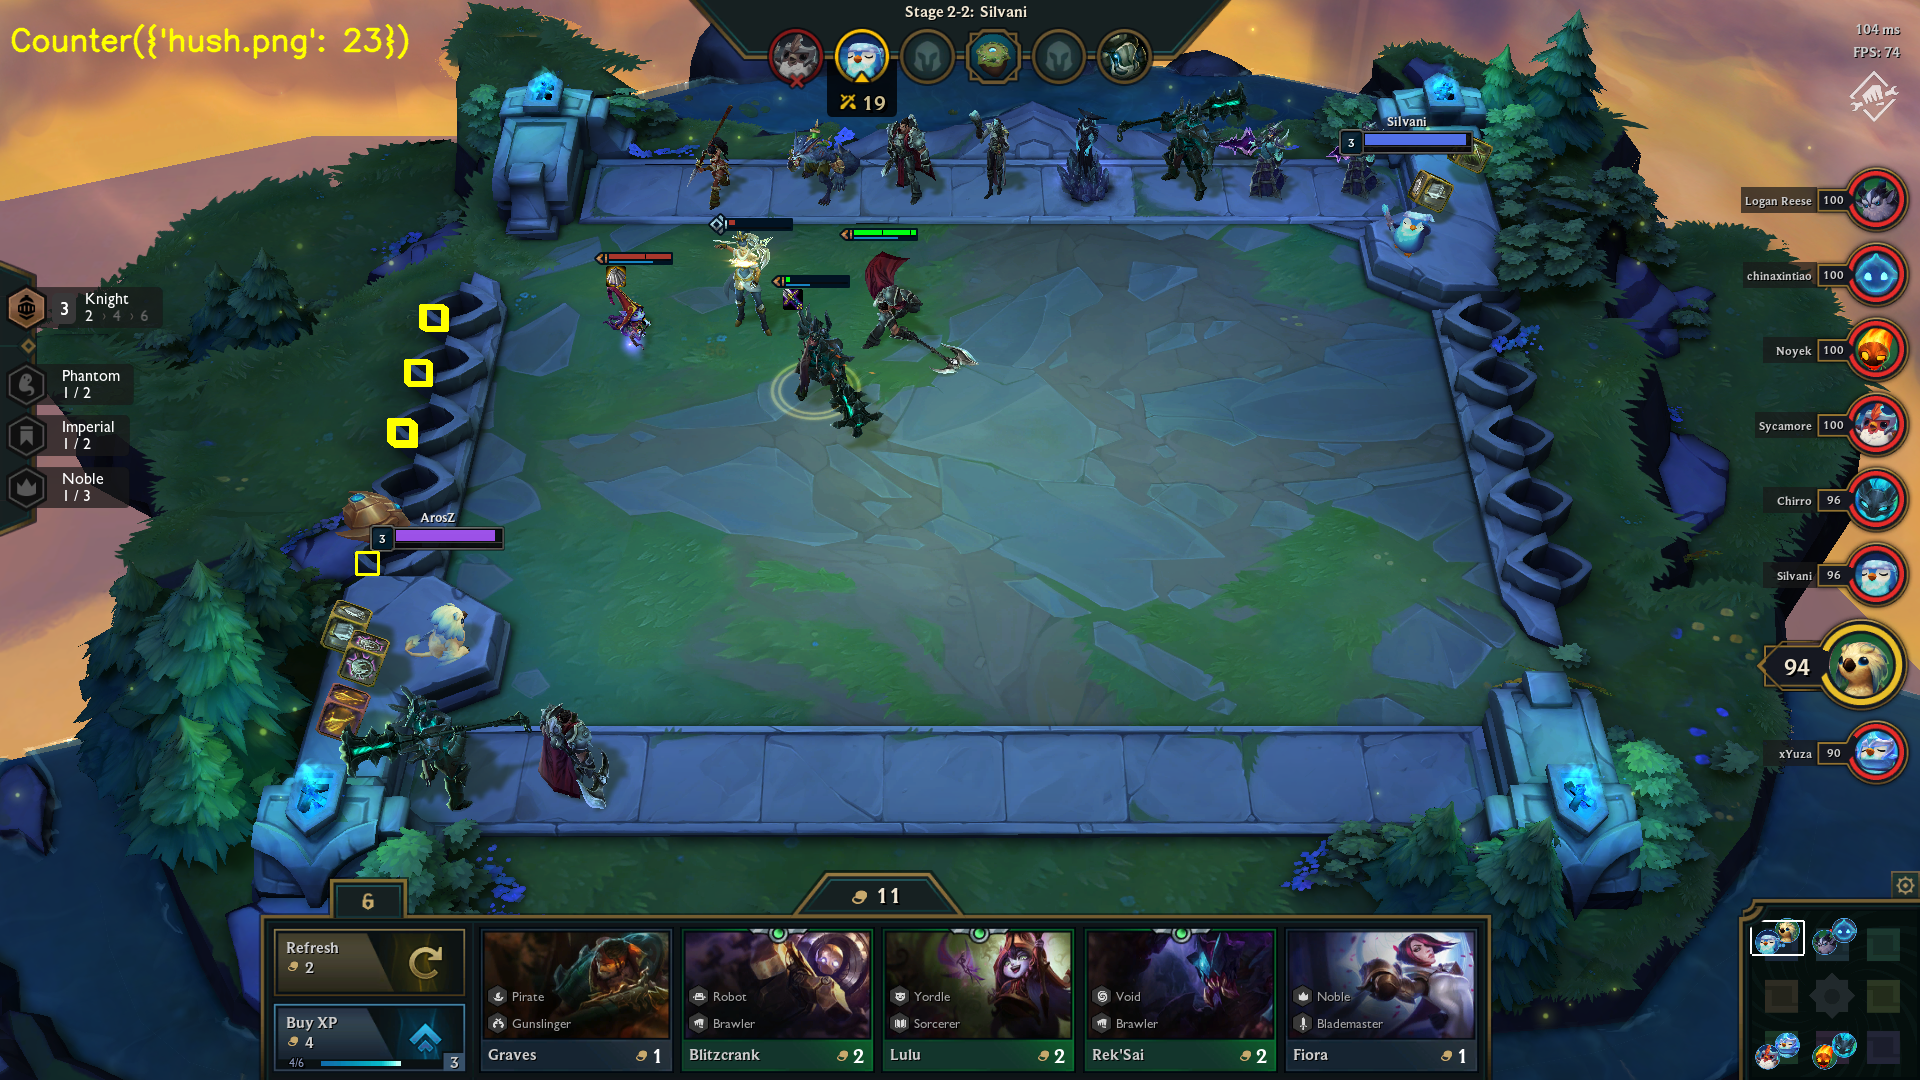 Counter({'hush.png': 23})
Stage 2-2: Silvani
19
104 ms
FPS: 74
Silvani
3
Logan Reese 100
chinaxintiao 100
Noyek 100
Sycamore 100
Chirro 96
Silvani 96
94
xYuza 90
3
Knight
2 › 4 › 6
Phantom
1 / 2
Imperial
1 / 2
Noble
1 / 3
ArosZ
3
6
11
Refresh
2
Buy XP
4
4/6
3
Pirate
Gunslinger
Graves 1
Robot
Brawler
Blitzcrank 2
Yordle
Sorcerer
Lulu 2
Void
Brawler
Rek'Sai 2
Noble
Blademaster
Fiora 1